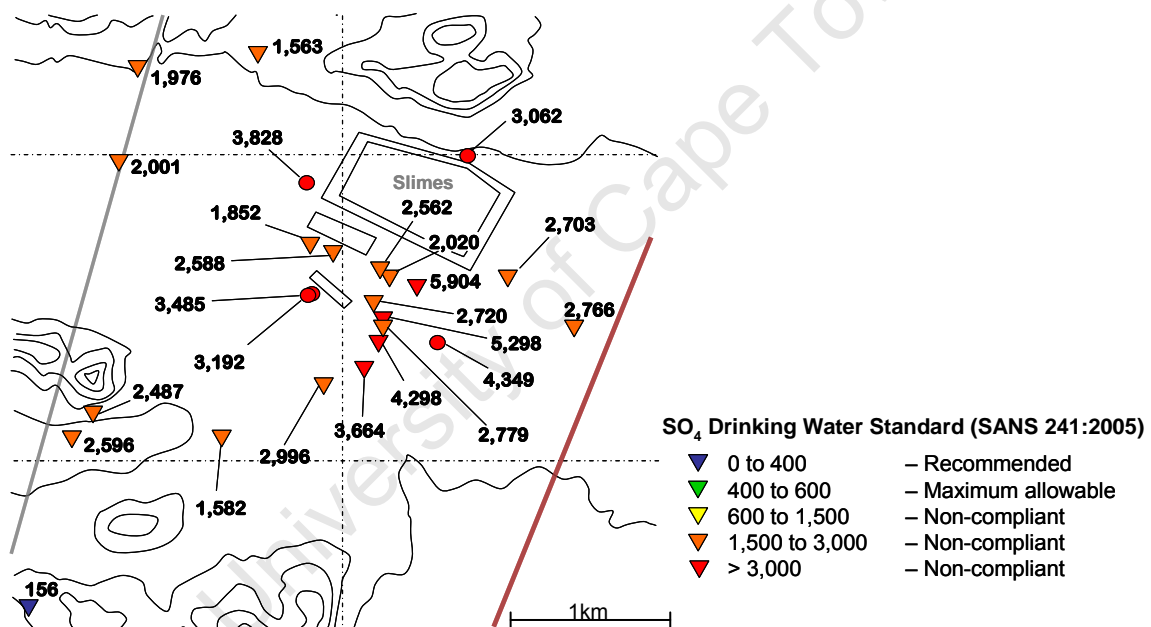 1,563
1,976
3,062
3,828
2,001
Slimes
1,852
2,562
2,703
2,020
2,588
5,904
3,485
2,720
2,766
5,298
3,192
4,349
2,487
4,298
2,596
3,664
2,779
2,996
1,582
156
SO4 Drinking Water Standard (SANS 241:2005)
0 to 400 – Recommended
400 to 600 – Maximum allowable
600 to 1,500 – Non-compliant
1,500 to 3,000 – Non-compliant
> 3,000 – Non-compliant
1km
University of Cape To